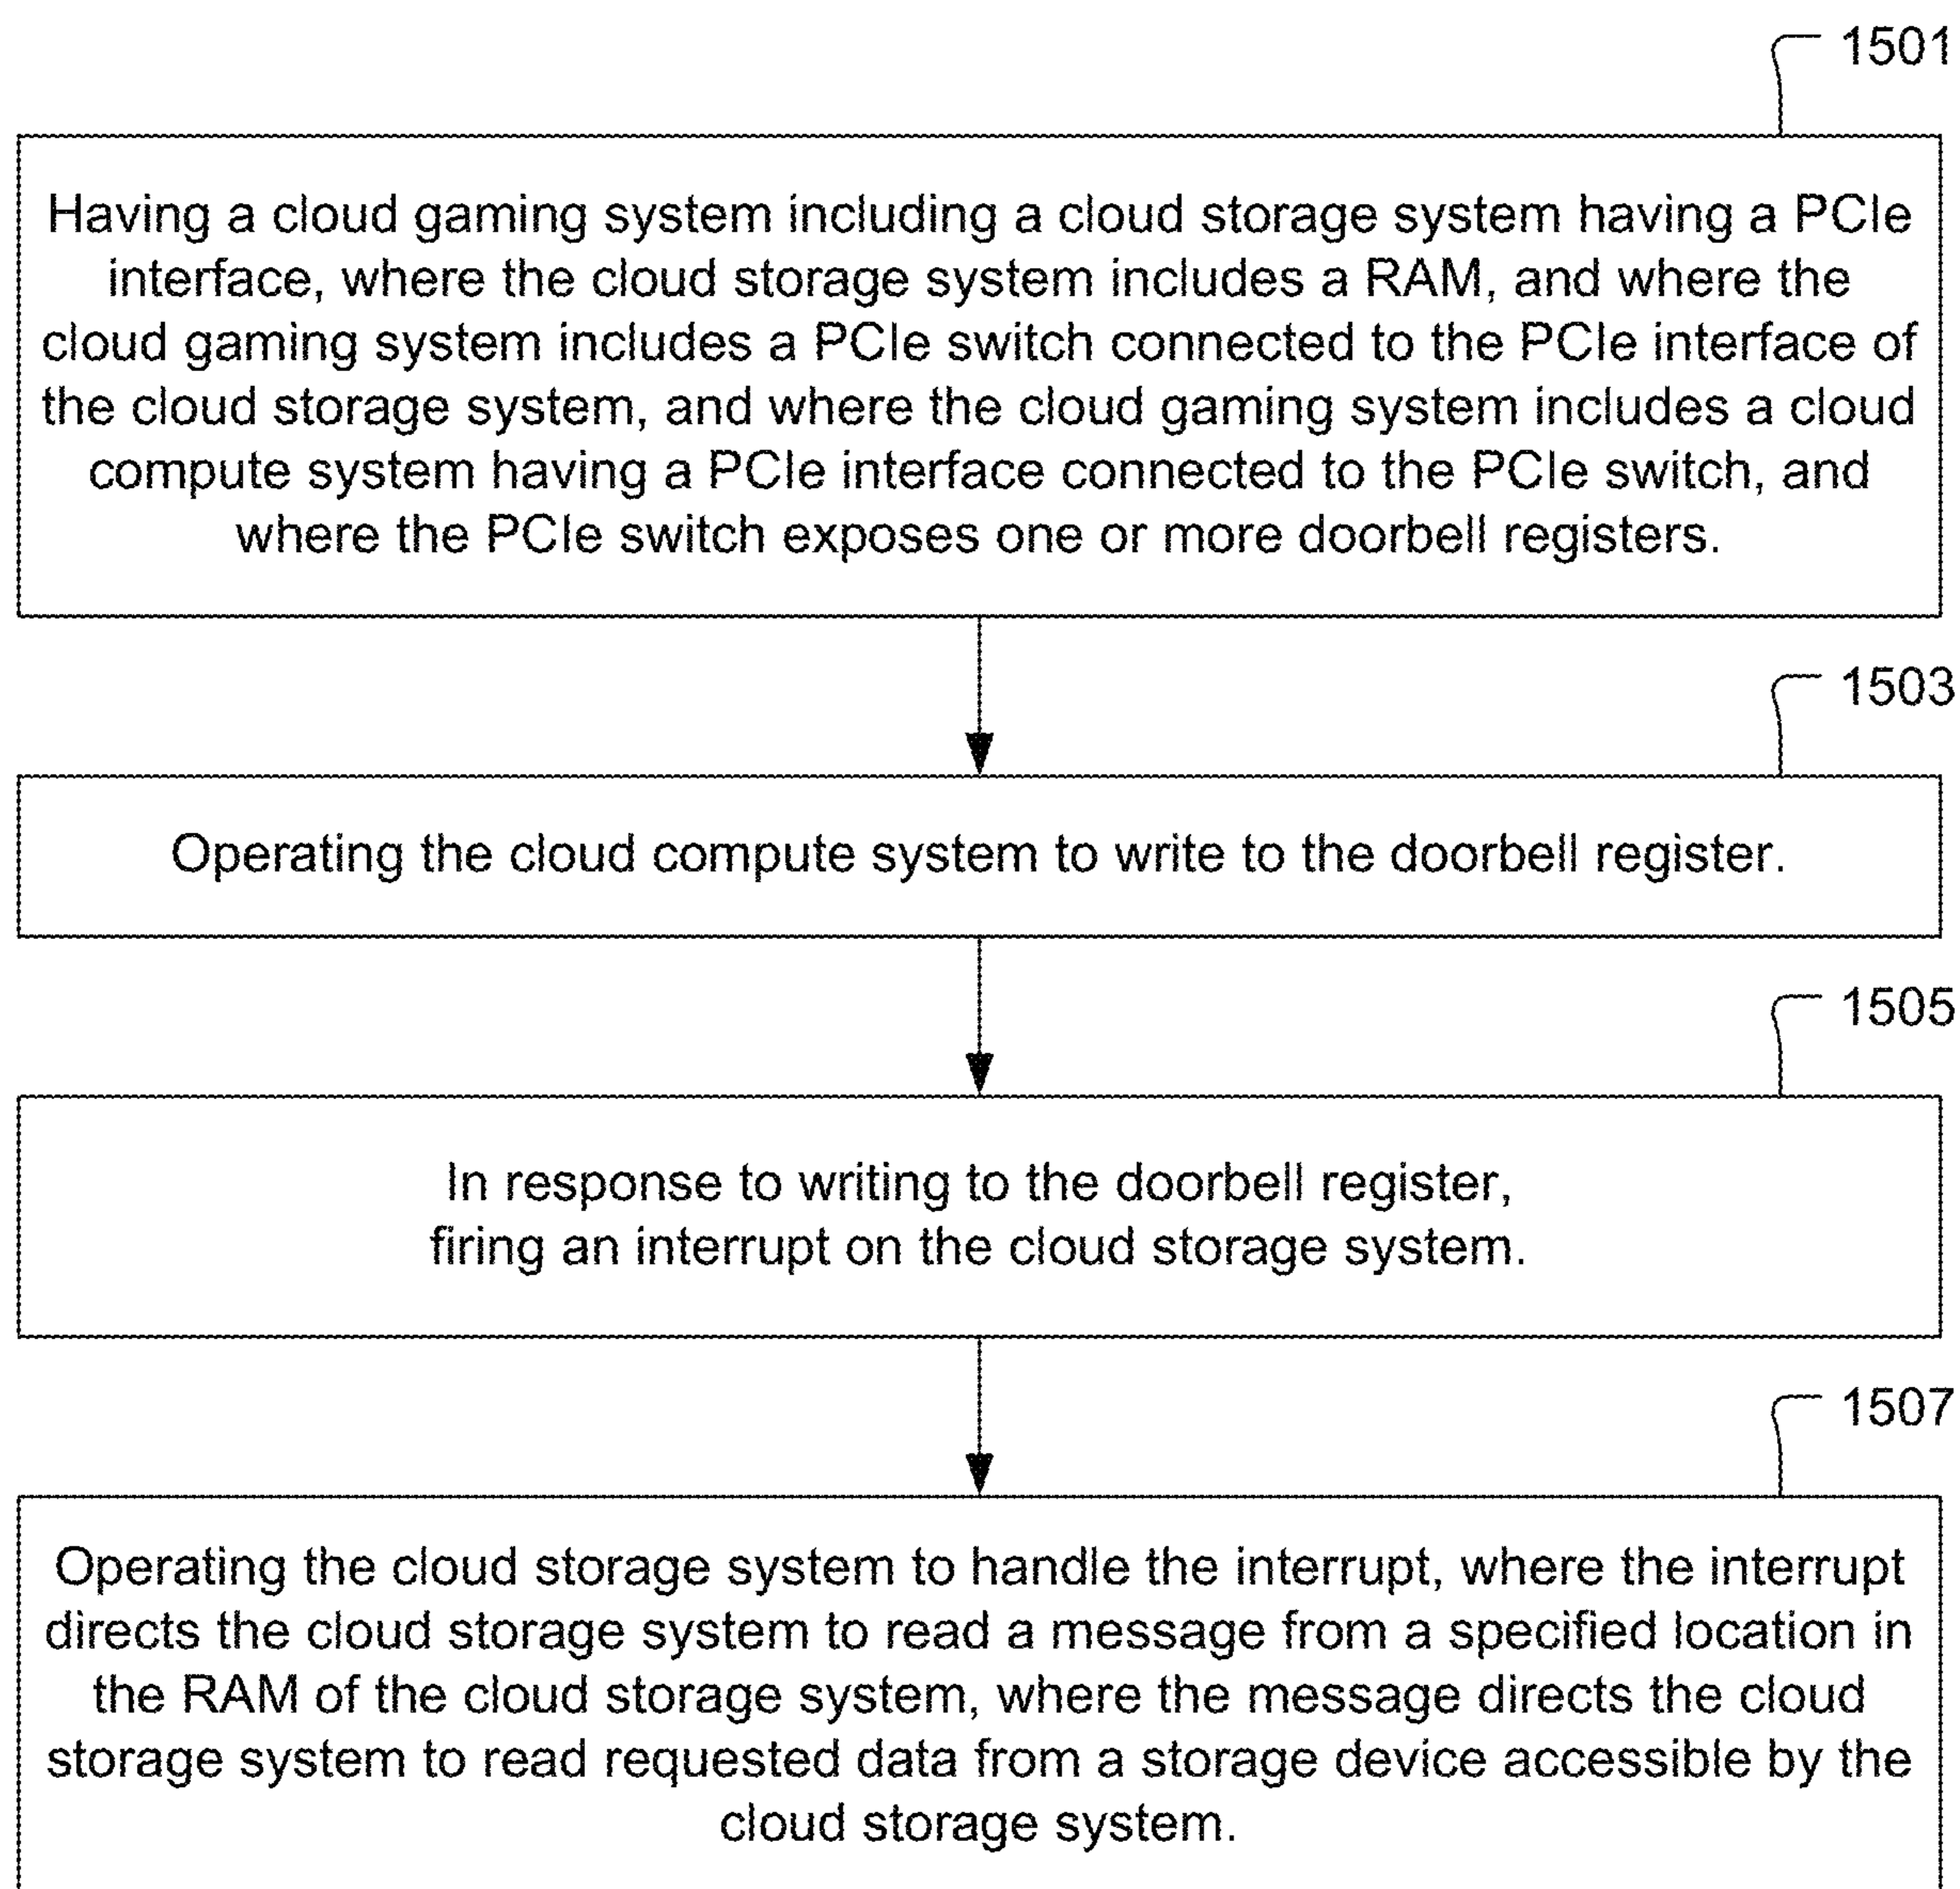 1501
Having a cloud gaming system including a cloud storage system having a PCIe
interface, where the cloud storage system includes a RAM, and where the
cloud gaming system includes a PCIe switch connected to the PCIe interface of
the cloud storage system, and where the cloud gaming system includes a cloud
compute system having a PCIe interface connected to the PCIe switch, and
where the PCIe switch exposes one or more doorbell registers.
1503
Operating the cloud compute system to write to the doorbell register.
1505
In response to writing to the doorbell register,
firing an interrupt on the cloud storage system.
1507
Operating the cloud storage system to handle the interrupt, where the interrupt
directs the cloud storage system to read a message from a specified location in
the RAM of the cloud storage system, where the message directs the cloud
storage system to read requested data from a storage device accessible by the
cloud storage system.